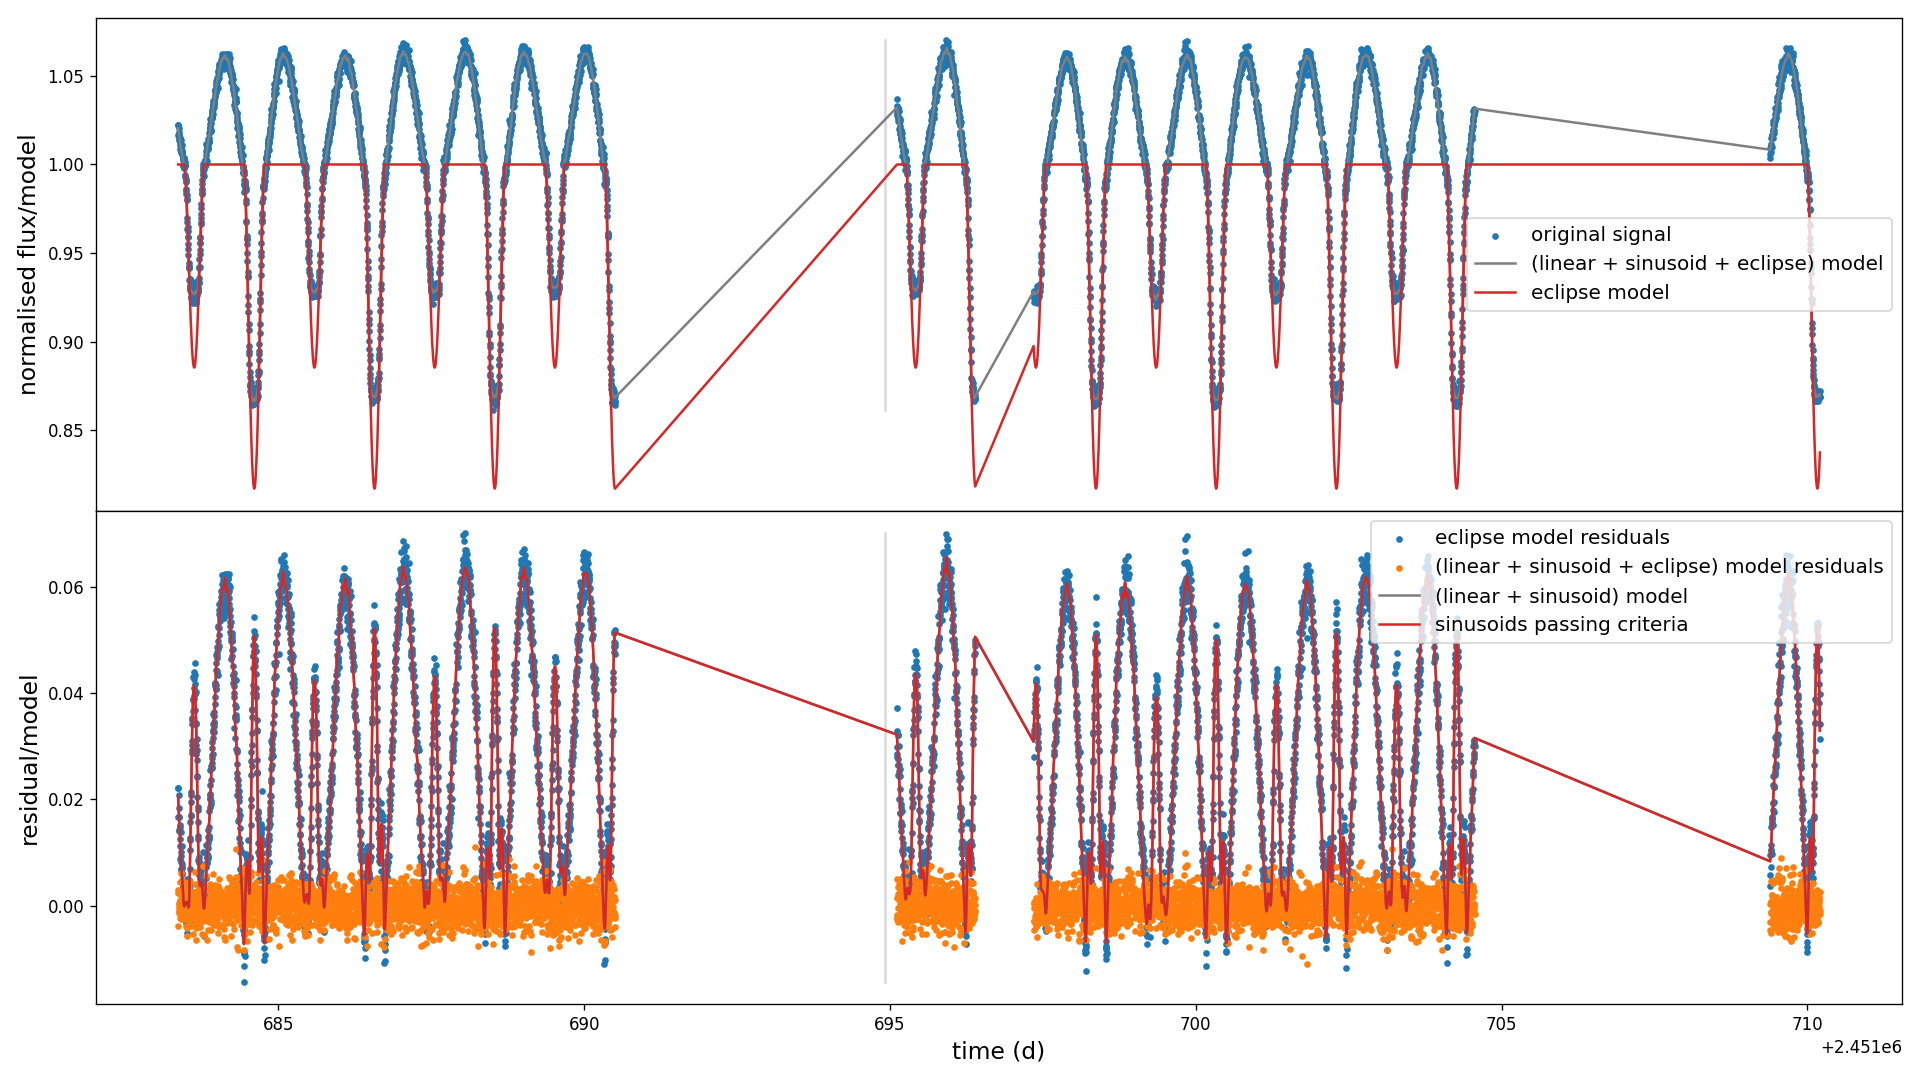 normalised flux/model
1.05
1.00
0.95
0.90
0.85
original signal
(linear + sinusoid + eclipse) model
eclipse model
residual/model
0.06
0.04
0.02
0.00
eclipse model residuals
(linear + sinusoid + eclipse) model residuals
(linear + sinusoid) model
sinusoids passing criteria
685 690 695 700 705 710
time (d)
+2.451e6